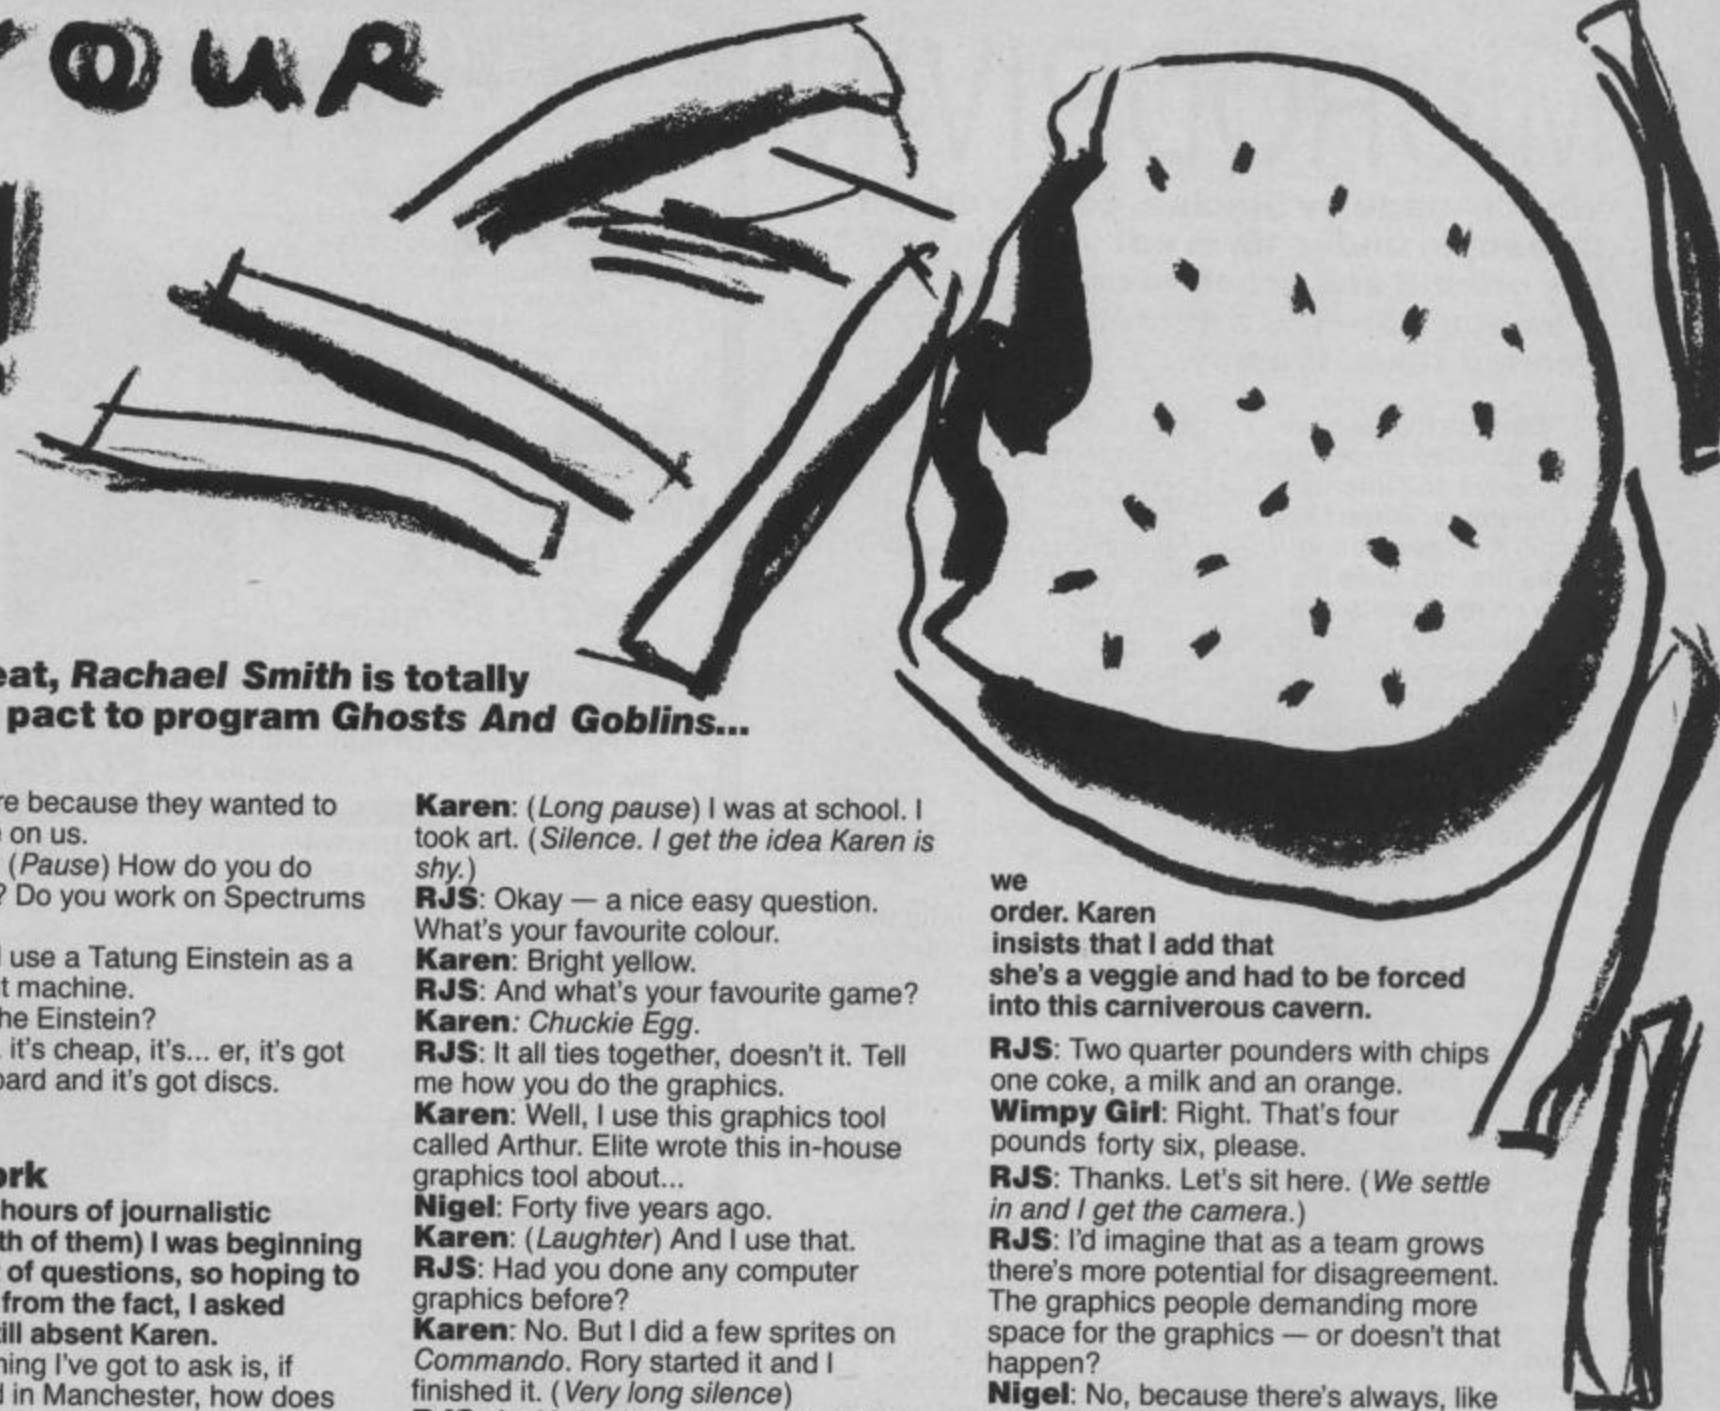 YOUR
eat, Rachael Smith is totally
pact to program Ghosts And Goblins...
re because they wanted to
on us.
(Pause) How do you do
? Do you work on Spectrums
use a Tatung Einstein as a
t machine.
he Einstein?
it's cheap, it's... er, it's got
oard and it's got discs.
ork
hours of journalistic
th of them) I was beginning
of questions, so hoping to
from the fact, I asked
till absent Karen.
hing I've got to ask is, if
d in Manchester, how does
Karen: (Long pause) I was at school. I
took art. (Silence. I get the idea Karen is
shy.)
RJS: Okay — a nice easy question.
What's your favourite colour.
Karen: Bright yellow.
RJS: And what's your favourite game?
Karen: Chuckie Egg.
RJS: It all ties together, doesn't it. Tell
me how you do the graphics.
Karen: Well, I use this graphics tool
called Arthur. Elite wrote this in-house
graphics tool about...
Nigel: Forty five years ago.
Karen: (Laughter) And I use that.
RJS: Had you done any computer
graphics before?
Karen: No. But I did a few sprites on
Commando. Rory started it and I
finished it. (Very long silence)
we
order. Karen
insists that I add that
she's a veggie and had to be forced
into this carniverous cavern.
RJS: Two quarter pounders with chips
one coke, a milk and an orange.
Wimpy Girl: Right. That's four
pounds forty six, please.
RJS: Thanks. Let's sit here. (We settle
in and I get the camera.)
RJS: I'd imagine that as a team grows
there's more potential for disagreement.
The graphics people demanding more
space for the graphics — or doesn't that
happen?
Nigel: No, because there's always, like